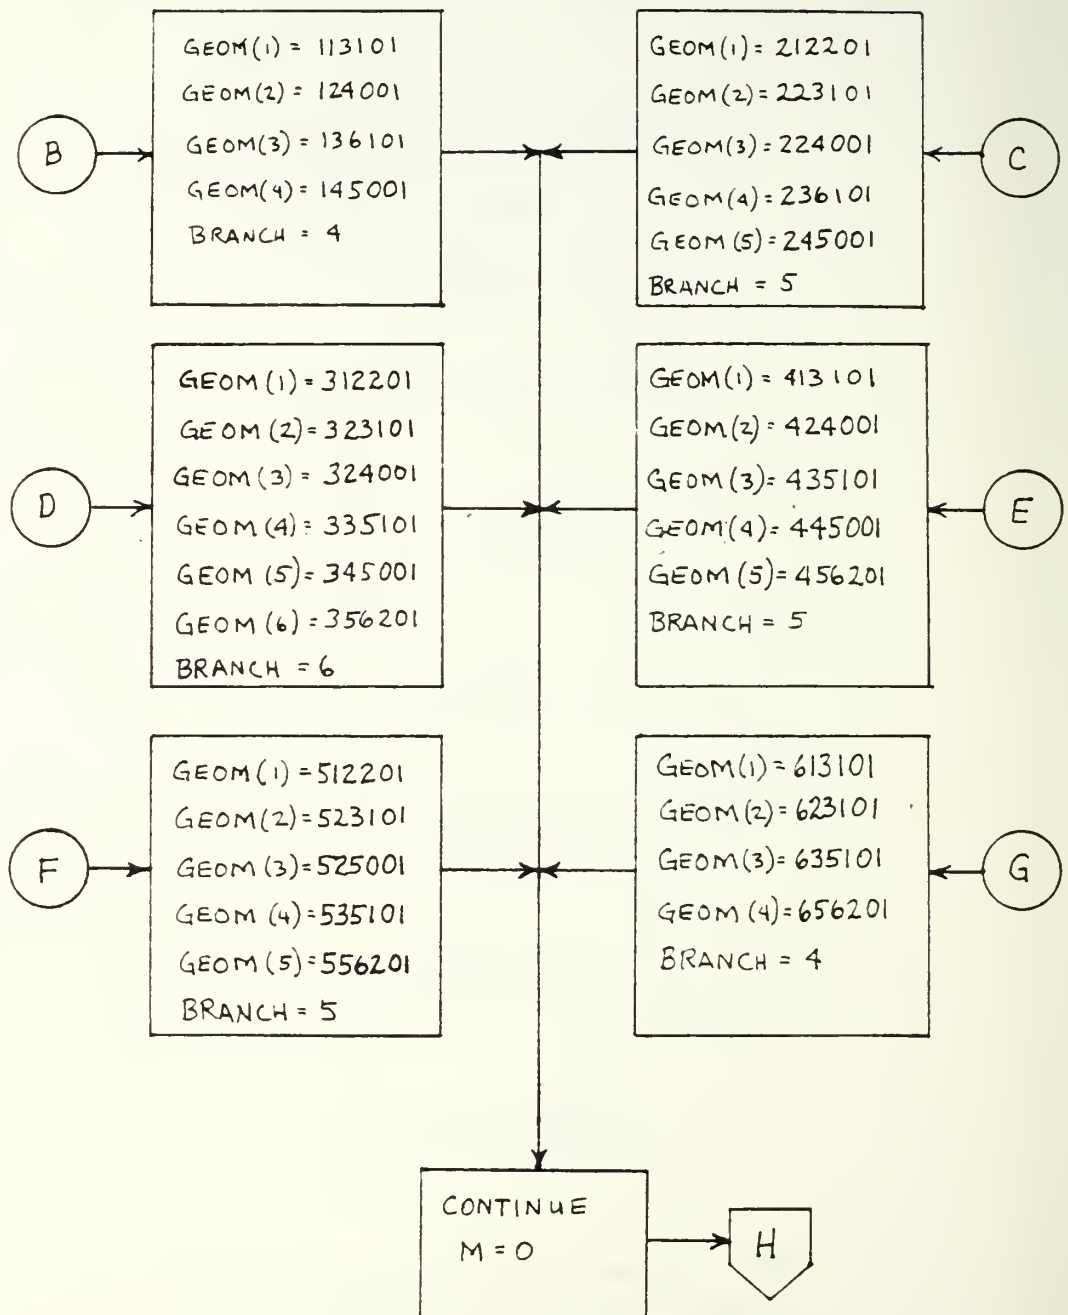 B
GEOM(1) = 113101
GEOM(2) = 124001
GEOM(3) = 136101
GEOM(4) = 145001
BRANCH = 4
GEOM(1) = 212201
GEOM(2) = 223101
GEOM(3) = 224001
GEOM(4) = 236101
GEOM(5) = 245001
BRANCH = 5
C
D
GEOM(1) = 312201
GEOM(2) = 323101
GEOM(3) = 324001
GEOM(4) = 335101
GEOM(5) = 345001
GEOM(6) = 356201
BRANCH = 6
GEOM(1) = 413101
GEOM(2) = 424001
GEOM(3) = 435101
GEOM(4) = 445001
GEOM(5) = 456201
BRANCH = 5
E
F
GEOM(1) = 512201
GEOM(2) = 523101
GEOM(3) = 525001
GEOM(4) = 535101
GEOM(5) = 556201
BRANCH = 5
GEOM(1) = 613101
GEOM(2) = 623101
GEOM(3) = 635101
GEOM(4) = 656201
BRANCH = 4
G
CONTINUE
M = 0
H